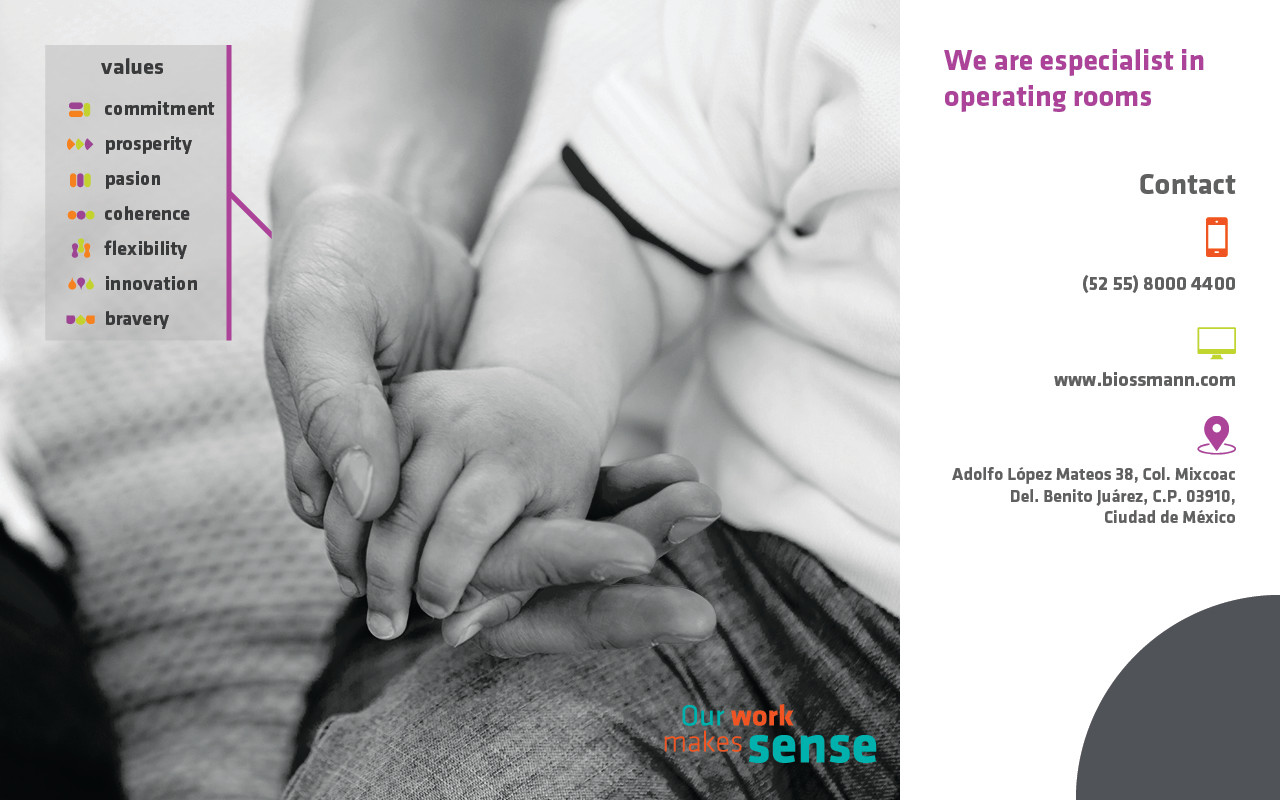 values
commitment
prosperity
pasion
coherence
flexibility
innovation
bravery
Our work
makes sense
We are especialist in
operating rooms
Contact
(52 55) 8000 4400
www.biossmann.com
Adolfo López Mateos 38, Col. Mixcoac
Del. Benito Juárez, C.P. 03910,
Ciudad de México